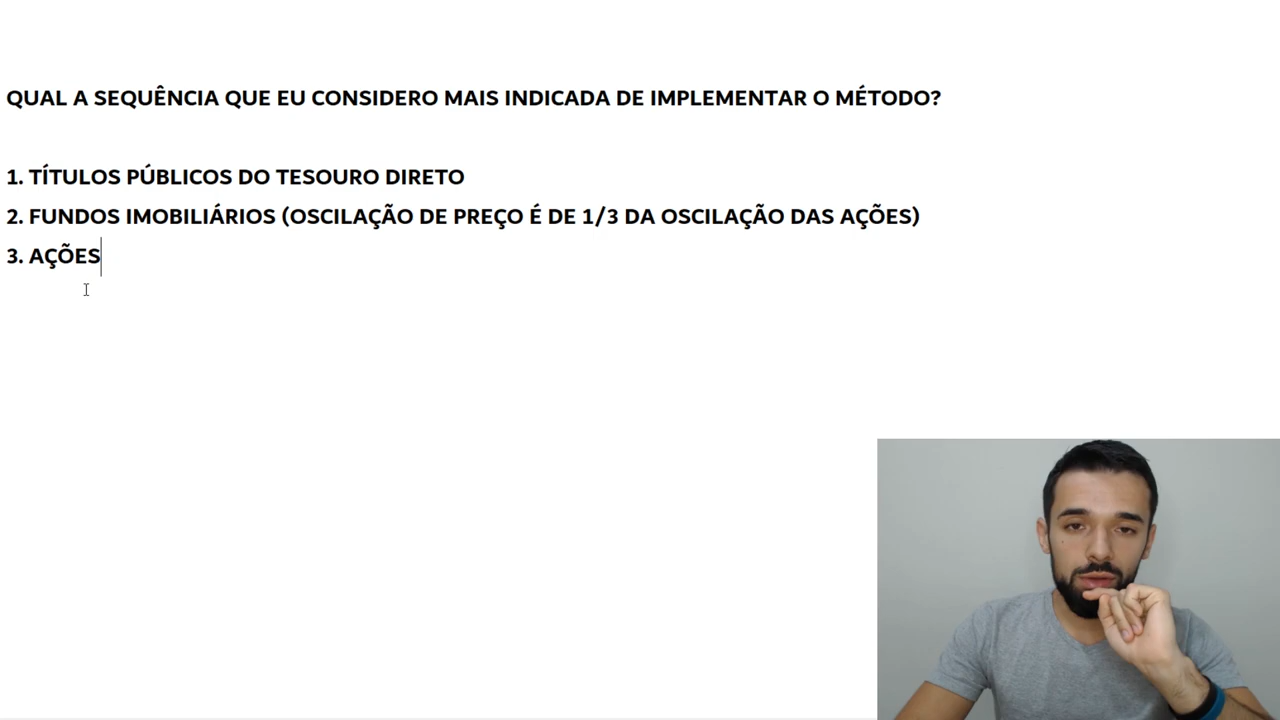 QUAL A SEQUÊNCIA QUE EU CONSIDERO MAIS INDICADA DE IMPLEMENTAR O MÉTODO?
1. TÍTULOS PÚBLICOS DO TESOURO DIRETO
2. FUNDOS IMOBILIÁRIOS (OSCILAÇÃO DE PREÇO É DE 1/3 DA OSCILAÇÃO DAS AÇÕES)
3. AÇÕES